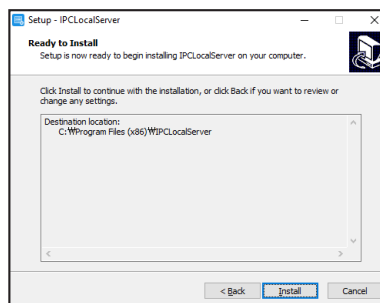 Setup - IPCLocalServer
Ready to Install
Setup is now ready to begin installing IPCLocalServer on your computer.
Click Install to continue with the installation, or click Back if you want to review or
change any settings.
Destination location:
C:₩Program Files (x86)₩IPCLocalServer
< Back
Install
Cancel